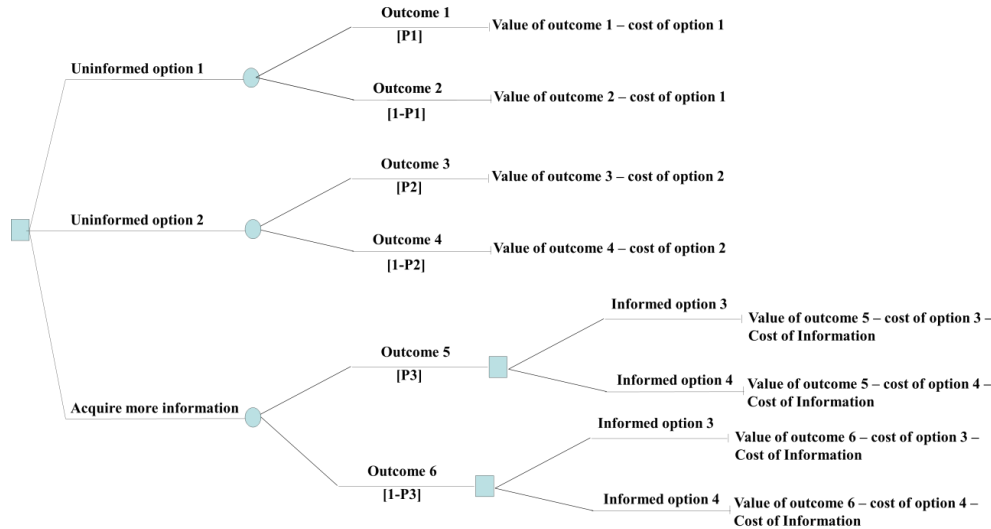 Outcome 1
[P1]
Value of outcome 1 – cost of option 1
Uninformed option 1
Outcome 2
[1-P1]
Value of outcome 2 – cost of option 1
Outcome 3
[P2]
Value of outcome 3 – cost of option 2
Uninformed option 2
Outcome 4
[1-P2]
Value of outcome 4 – cost of option 2
Informed option 3
Value of outcome 5 – cost of option 3 –
Cost of Information
Outcome 5
[P3]
Informed option 4
Value of outcome 5 – cost of option 4 –
Cost of Information
Acquire more information
Informed option 3
Value of outcome 6 – cost of option 3 –
Cost of Information
Outcome 6
[1-P3]
Informed option 4
Value of outcome 6 – cost of option 4 –
Cost of Information